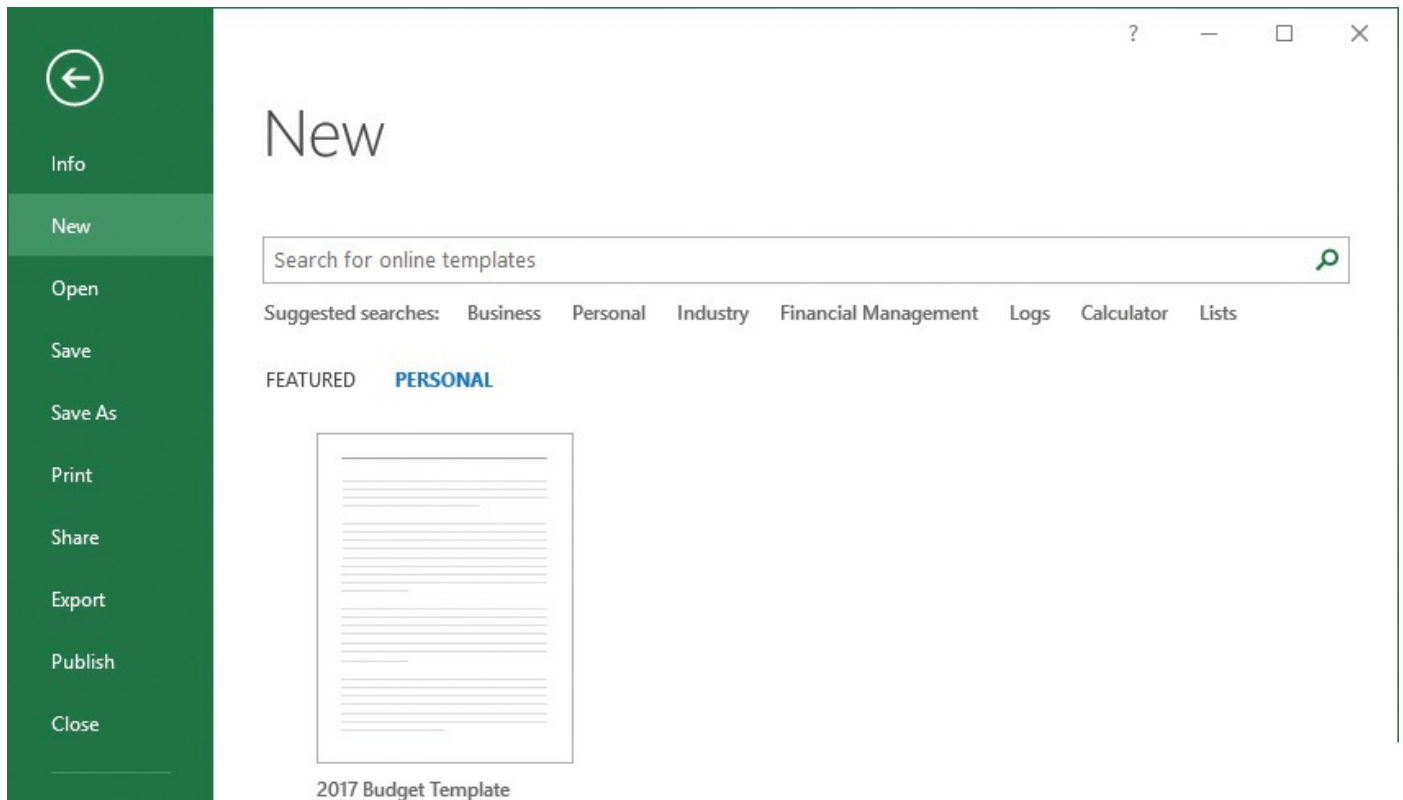 ?
New
Info
New
Open
Save
Save As
Print
Share
Export
Publish
Close
Search for online templates
Suggested searches: Business Personal Industry Financial Management Logs Calculator Lists
FEATURED PERSONAL
2017 Budget Template